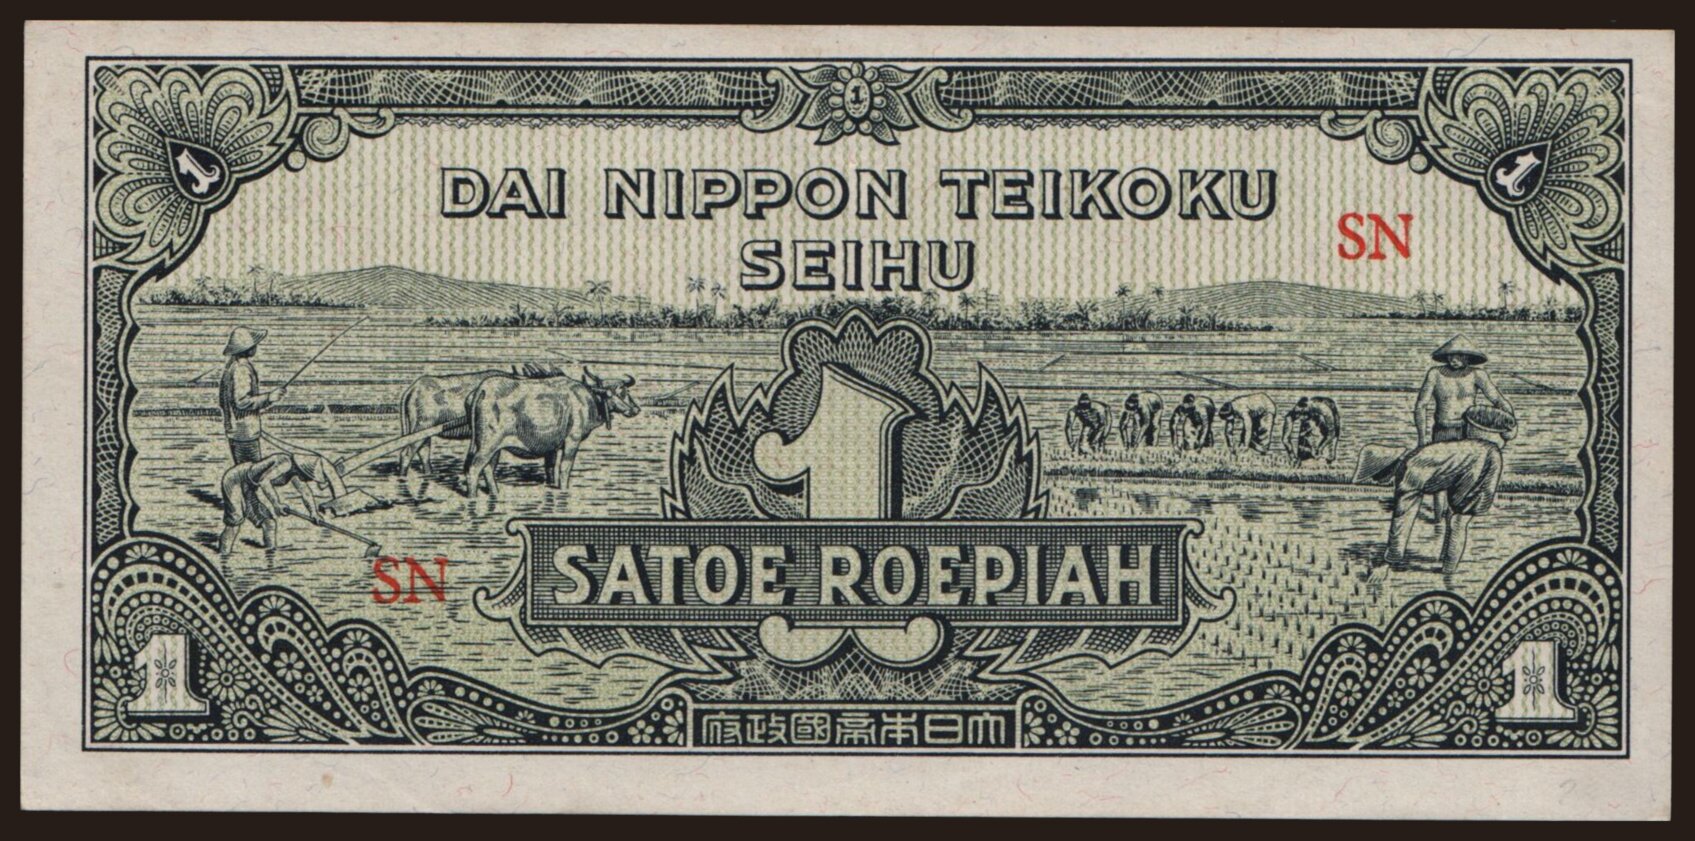 1
1
1
DAI NIPPON TEIKOKU
SN
SEIHU
1
SATOE ROEPIAH
SN
1
1
府政國帝本日大